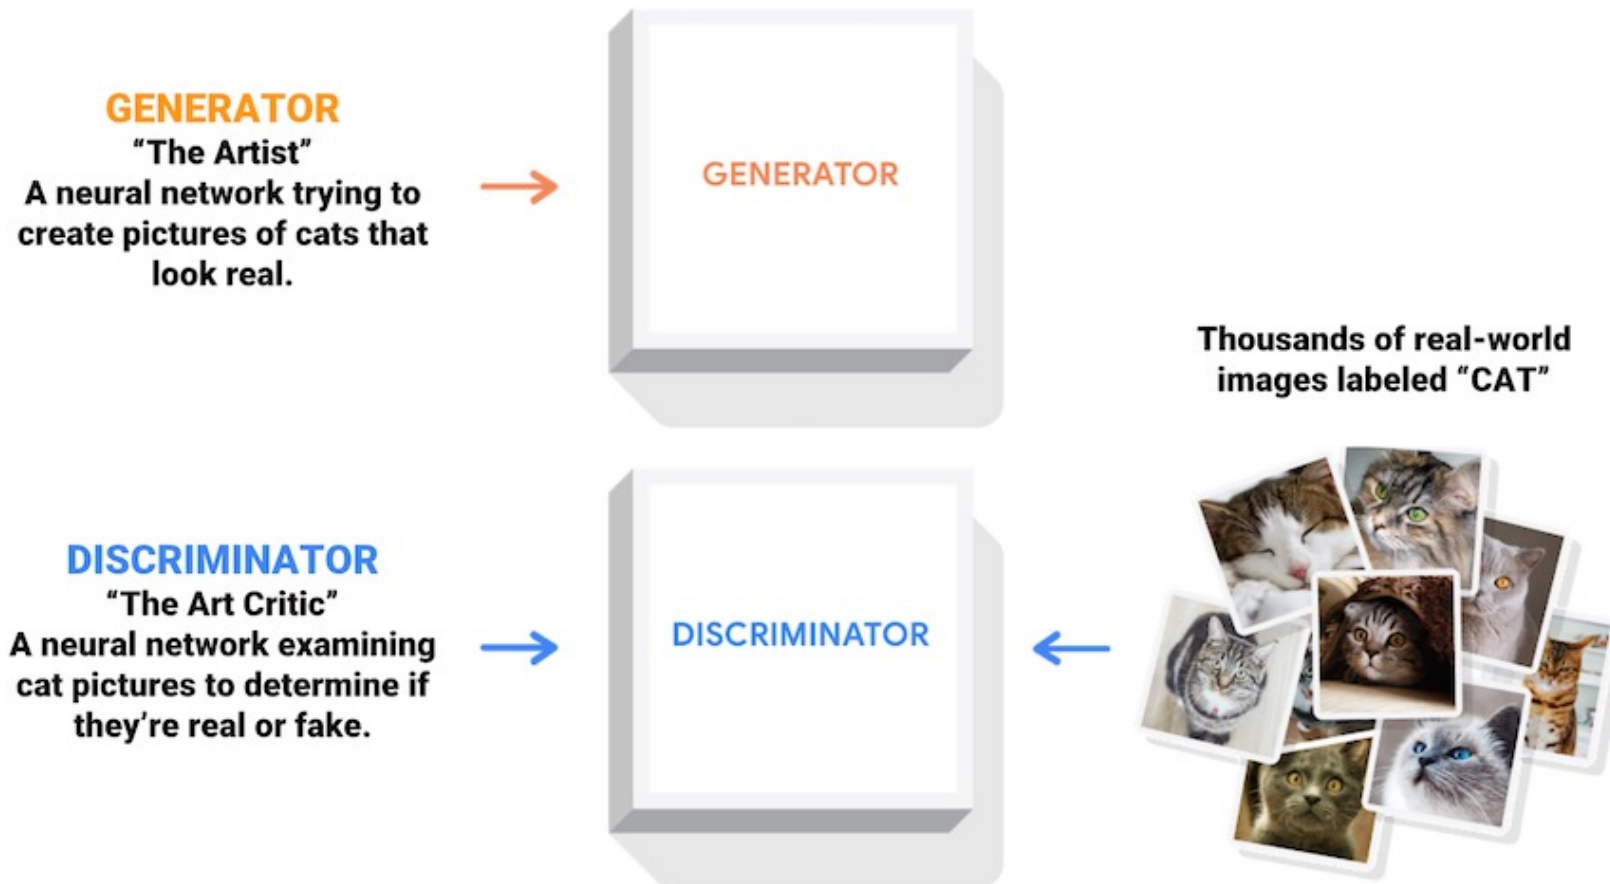 GENERATOR
“The Artist”
A neural network trying to
create pictures of cats that
look real.
GENERATOR
Thousands of real-world
images labeled “CAT”
DISCRIMINATOR
“The Art Critic”
A neural network examining
cat pictures to determine if
they’re real or fake.
DISCRIMINATOR